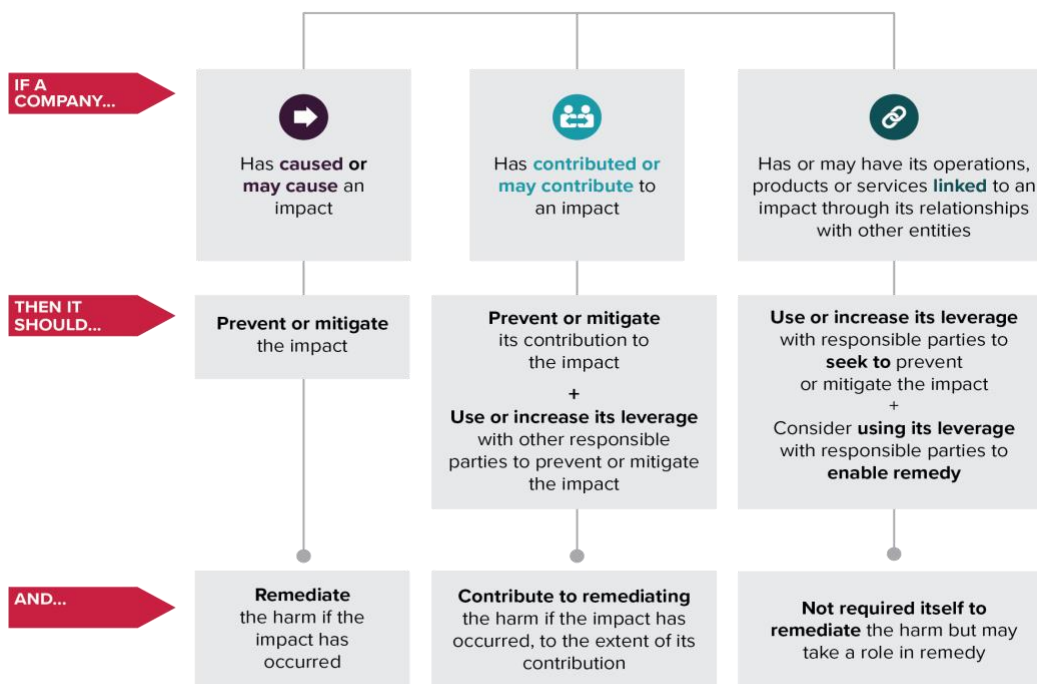 IF A
COMPANY...
Has caused or
may cause an
impact
Has contributed or
may contribute to
an impact
Has or may have its operations,
products or services linked to an
impact through its relationships
with other entities
THEN IT
SHOULD...
Prevent or mitigate
the impact
Prevent or mitigate
its contribution to
the impact
+
Use or increase its leverage
with other responsible
parties to prevent or mitigate
the impact
Use or increase its leverage
with responsible parties to
seek to prevent
or mitigate the impact
+
Consider using its leverage
with responsible parties to
enable remedy
AND...
Remediate
the harm if the
impact has
occurred
Contribute to remediating
the harm if the impact has
occurred, to the extent of its
contribution
Not required itself to
remediate the harm but may
take a role in remedy